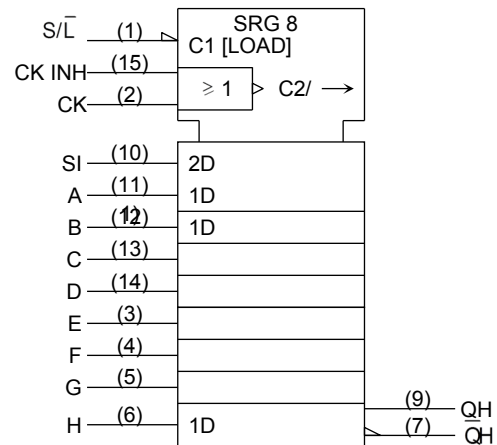 SRG 8
S/L̅ (1) C1 [LOAD]
CK INH (15)
≥ 1 C2/ →
CK (2)
SI (10) 2D
A (11) 1D
B (12) 1D
C (13)
D (14)
E (3)
F (4)
G (5)
(9) QH
H (6) 1D
(7) Q̅H